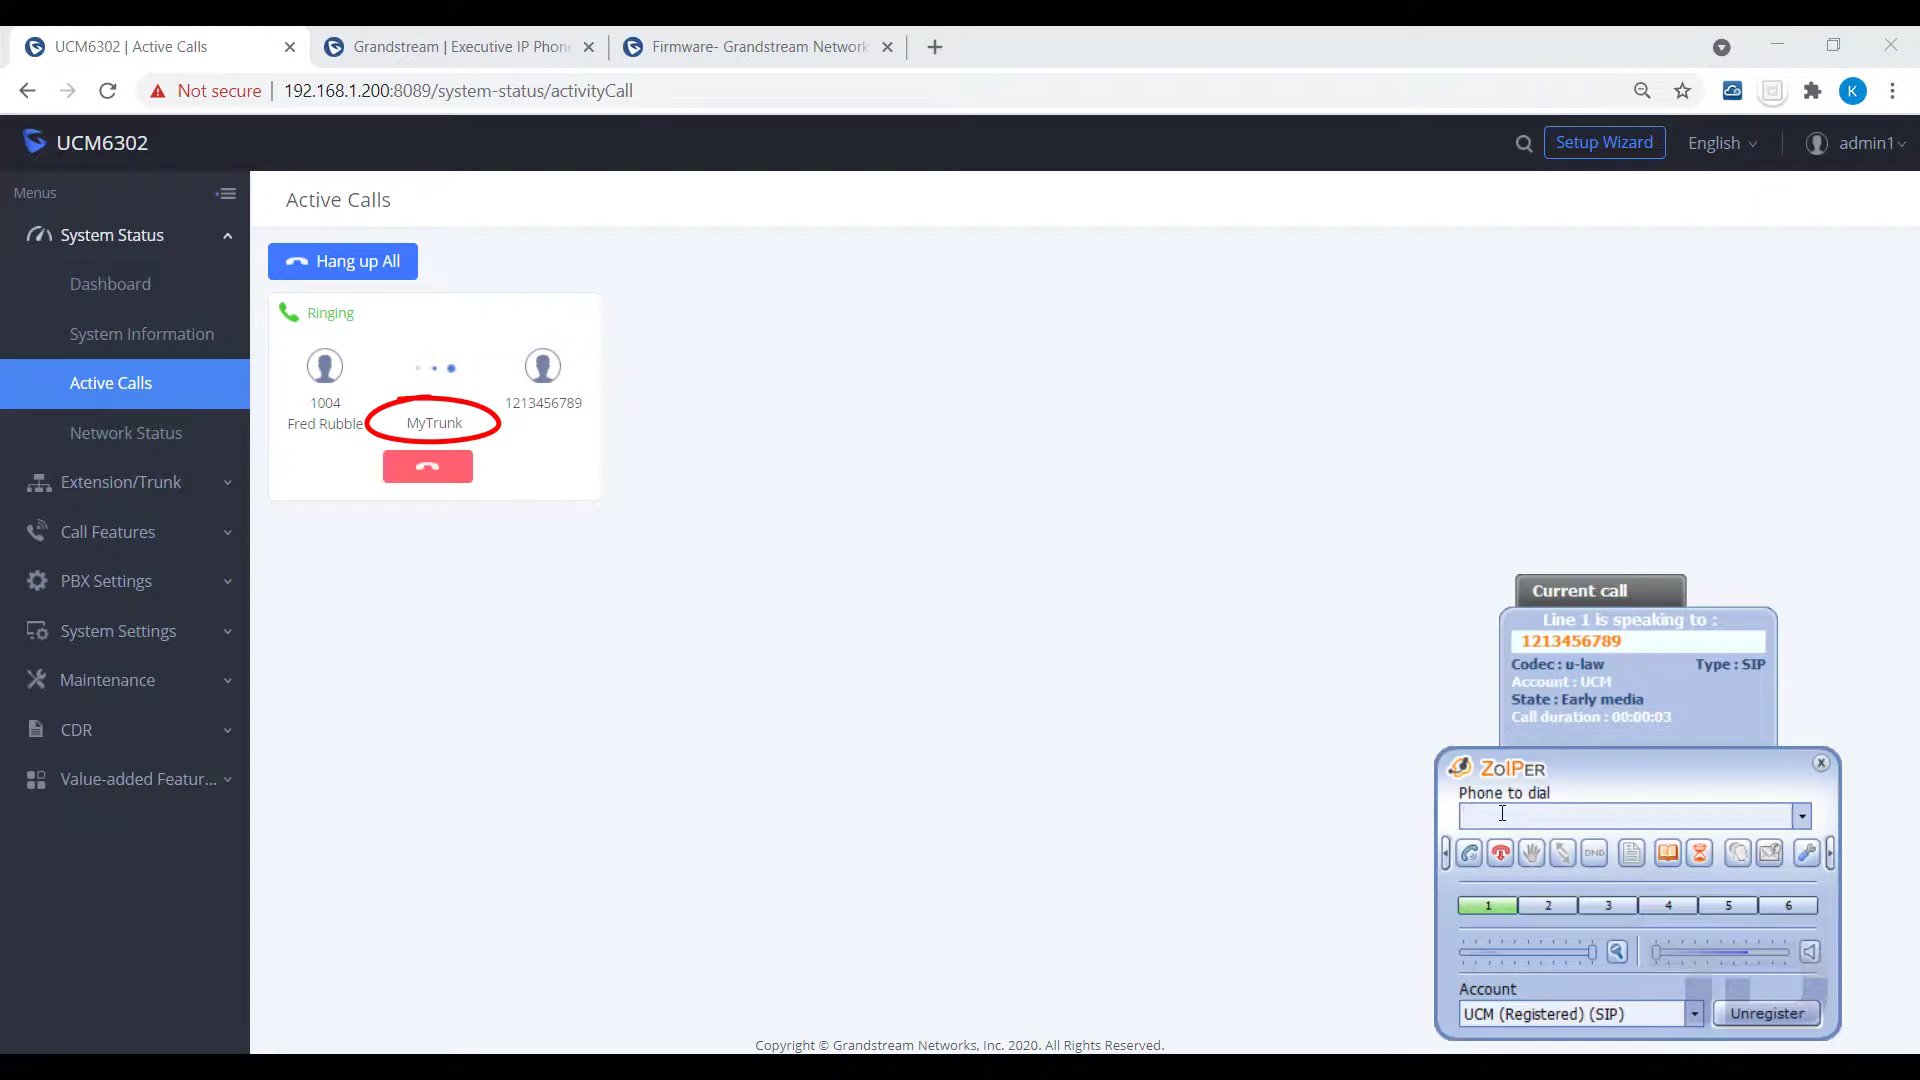 UCM6302 | Active Calls
Grandstream | Executive IP Phon
Firmware- Grandstream Network
Not secure
192.168.1.200:8089/system-status/activityCall
K
UCM6302
Setup Wizard
English
admin1
Menus
System Status
Dashboard
System Information
Active Calls
Network Status
Extension/Trunk
Call Features
PBX Settings
System Settings
Maintenance
CDR
Value-added Featur...
Active Calls
Hang up All
Ringing
1004
Fred Rubble
MyTrunk
1213456789
Current call
Line 1 is speaking to :
1213456789
Codec : u-law Type : SIP
Account : UCM
State : Early media
Call duration : 00:00:03
ZoIPER
Phone to dial
DND
1 2 3 4 5 6
Account
UCM (Registered) (SIP)
Unregister
Copyright © Grandstream Networks, Inc. 2020. All Rights Reserved.